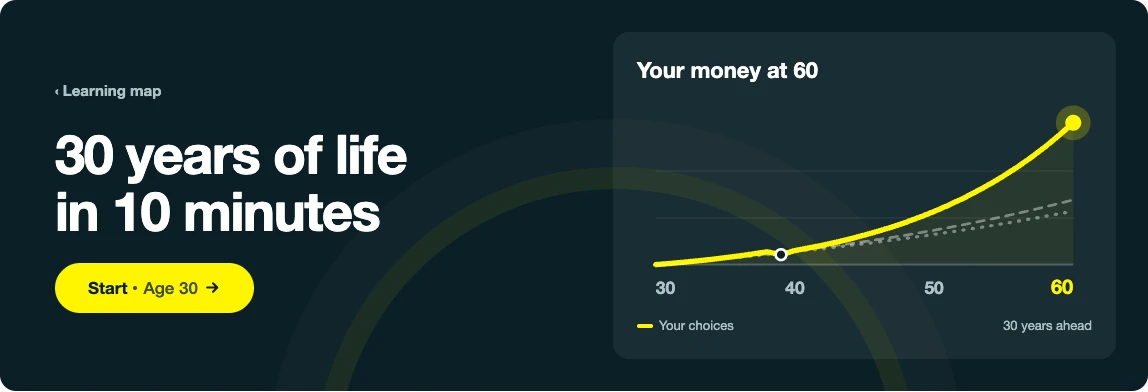 ‹ Learning map
30 years of life
in 10 minutes
Start • Age 30 →
Your money at 60
30 40 50 60
Your choices
30 years ahead